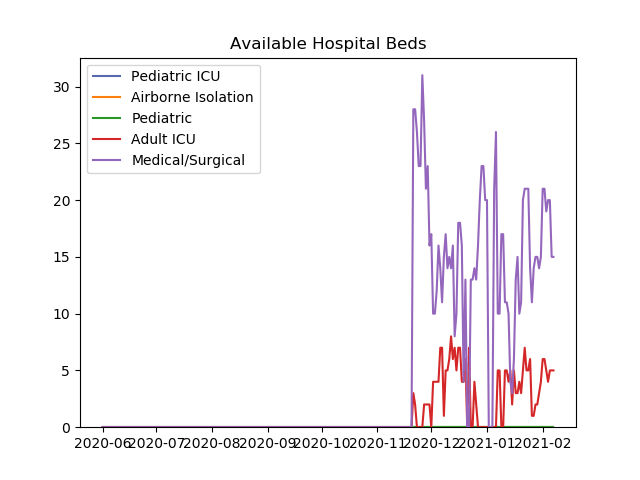 Available Hospital Beds
Pediatric ICU
Airborne Isolation
Pediatric
Adult ICU
Medical/Surgical
30
25
20
15
10
5
0
2020-06
2020-07
2020-08
2020-09
2020-10
2020-11
2020-12
2021-01
2021-02